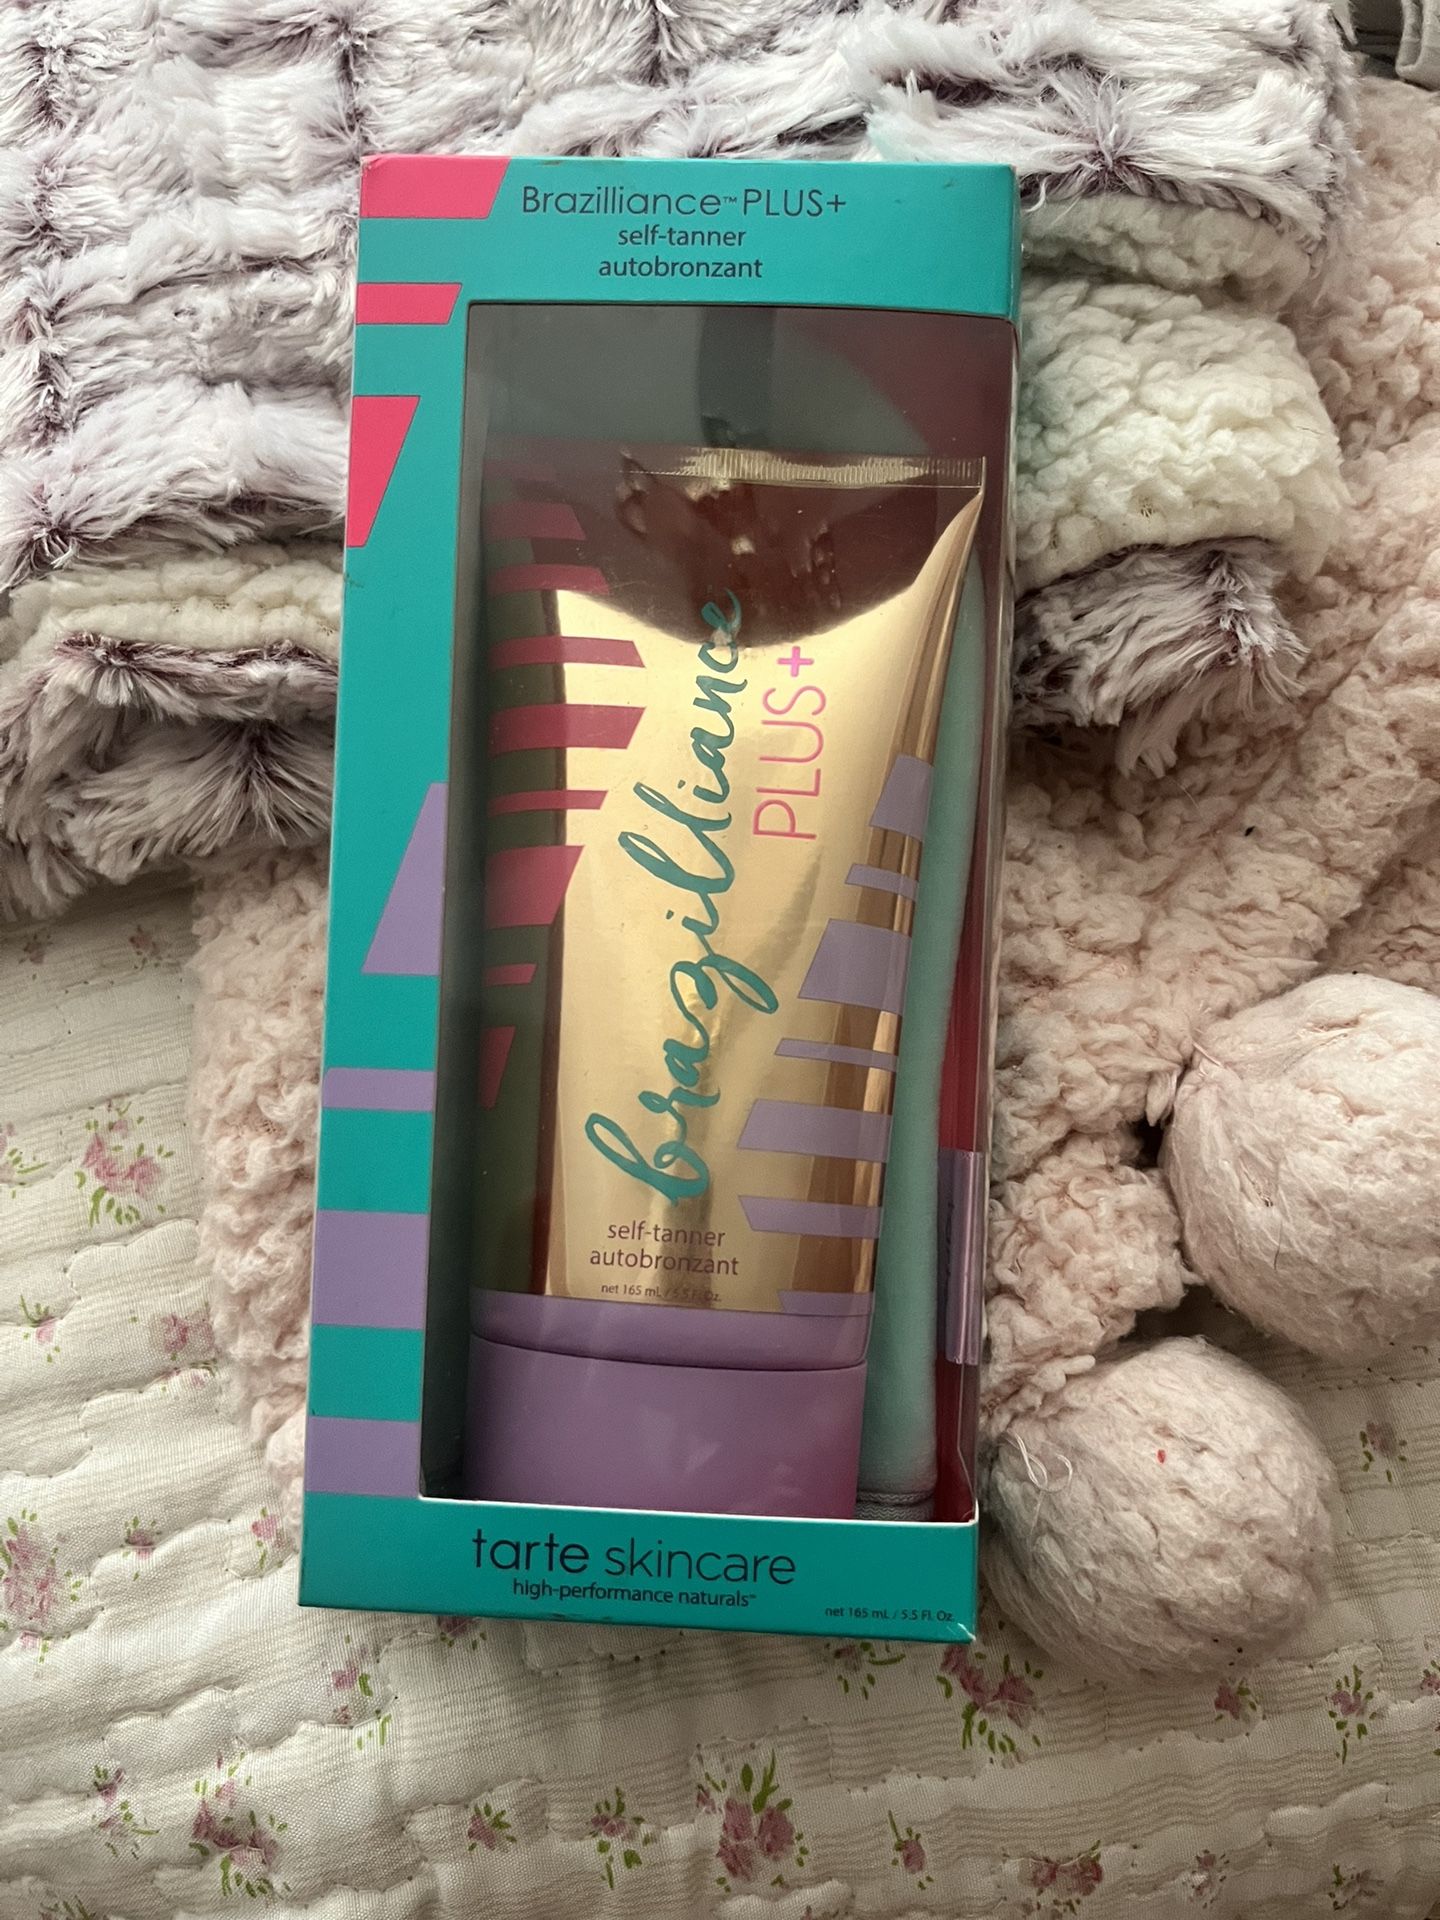 Brazilliance™ PLUS+
self-tanner
autobronzant
brazilliance
PLUS+
self-tanner
autobronzant
net 165 mL / 5.5 Fl. Oz.
tarte skincare
high-performance naturals™
net 165 mL / 5.5 Fl. Oz.